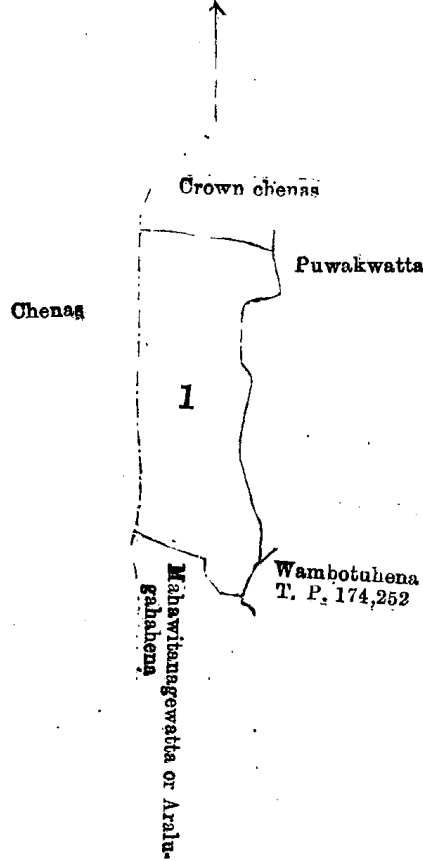 Crown chenas
Puwakwatta
Chenas
1
Wambotuhena
T. P. 174,252
Mahawitanagewatta or Aralu-
gahahena